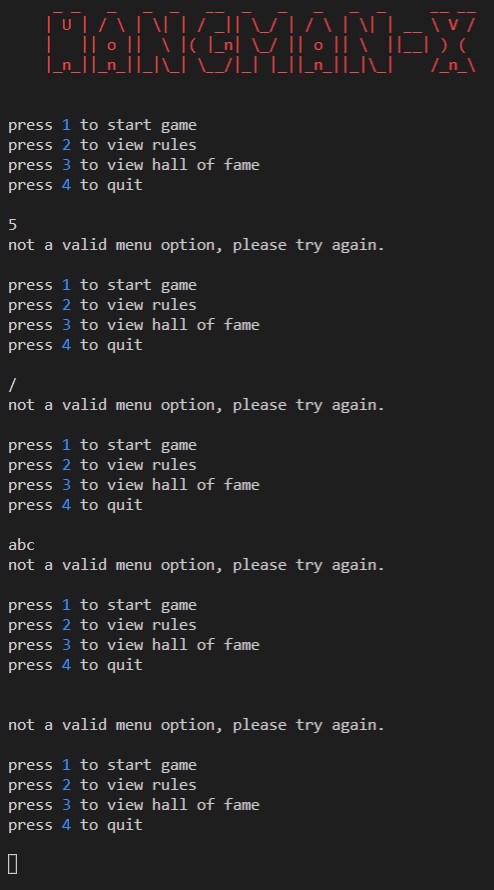 HANGMAN-X
press 1 to start game
press 2 to view rules
press 3 to view hall of fame
press 4 to quit
5
not a valid menu option, please try again.
press 1 to start game
press 2 to view rules
press 3 to view hall of fame
press 4 to quit
/
not a valid menu option, please try again.
press 1 to start game
press 2 to view rules
press 3 to view hall of fame
press 4 to quit
abc
not a valid menu option, please try again.
press 1 to start game
press 2 to view rules
press 3 to view hall of fame
press 4 to quit
not a valid menu option, please try again.
press 1 to start game
press 2 to view rules
press 3 to view hall of fame
press 4 to quit